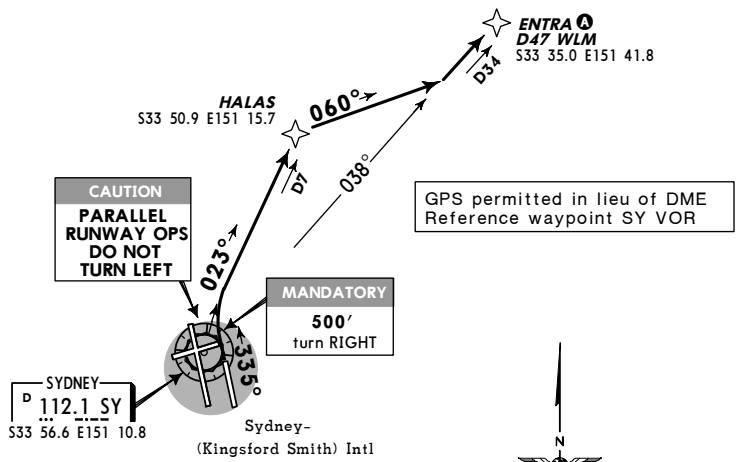 ENTRA A
D47 WLM
S33 35.0 E151 41.8
D34
HALAS
S33 50.9 E151 15.7
060°
D7
038°
GPS permitted in lieu of DME
Reference waypoint SY VOR
CAUTION
PARALLEL
RUNWAY OPS
DO NOT
TURN LEFT
023°
MANDATORY
500'
turn RIGHT
335°
SYDNEY
D 112.1 SY
S33 56.6 E151 10.8
Sydney-
(Kingsford Smith) Intl
N